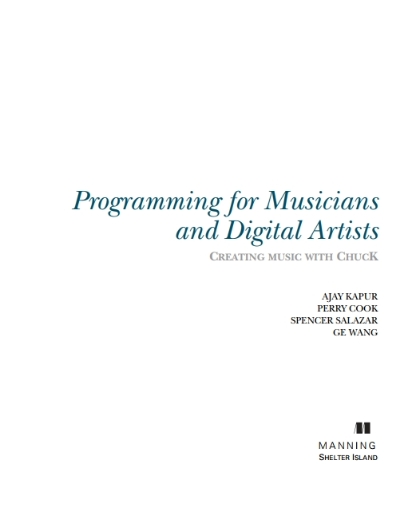 Programming for Musicians
and Digital Artists
CREATING MUSIC WITH CHUCK
AJAY KAPUR
PERRY COOK
SPENCER SALAZAR
GE WANG
MANNING
SHELTER ISLAND